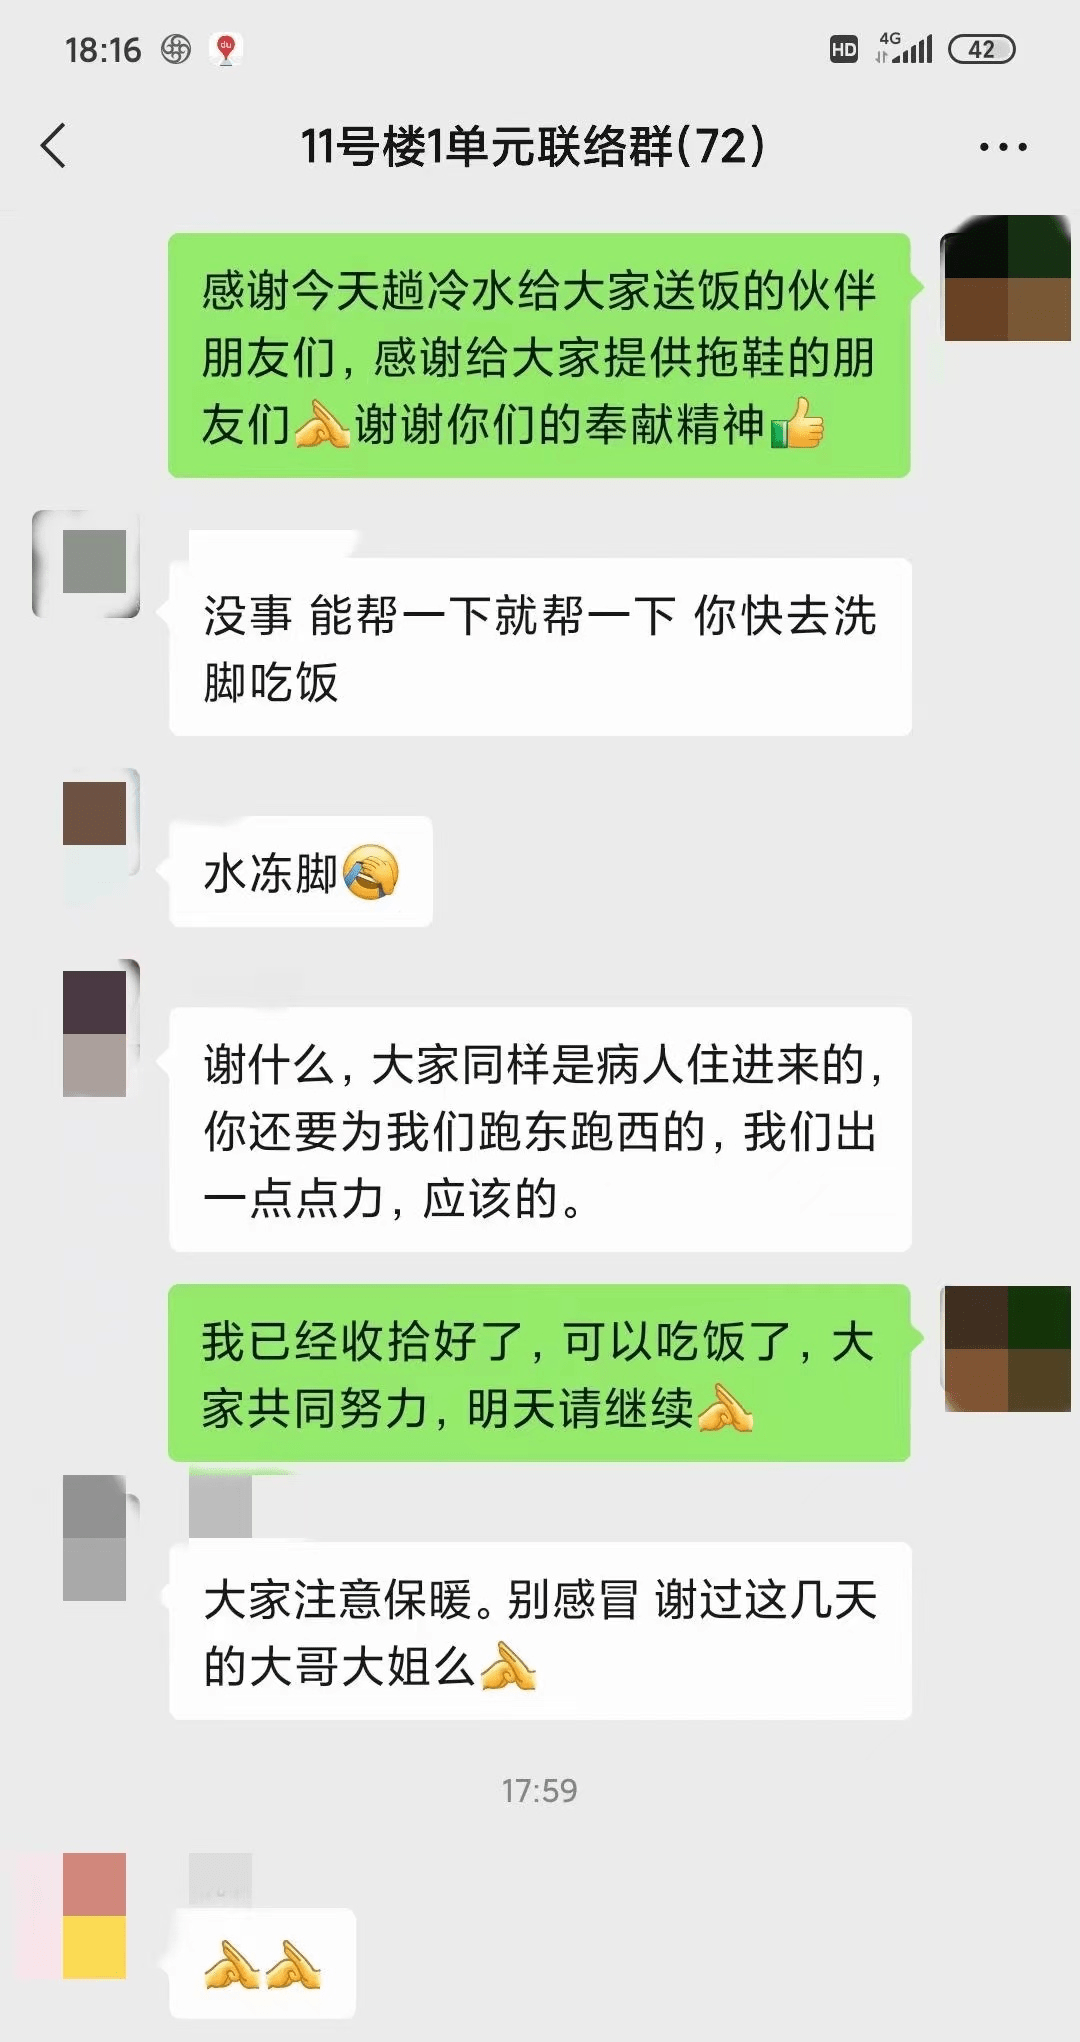 18:16
du
HD
4G
42
11号楼1单元联络群(72)
感谢今天趟冷水给大家送饭的伙伴
朋友们，感谢给大家提供拖鞋的朋
友们🫴谢谢你们的奉献精神👍
没事 能帮一下就帮一下 你快去洗
脚吃饭
水冻脚🤦
谢什么，大家同样是病人住进来的，
你还要为我们跑东跑西的，我们出
一点点力，应该的。
我已经收拾好了，可以吃饭了，大
家共同努力，明天请继续🫴
大家注意保暖。别感冒 谢过这几天
的大哥大姐么🫴
17:59